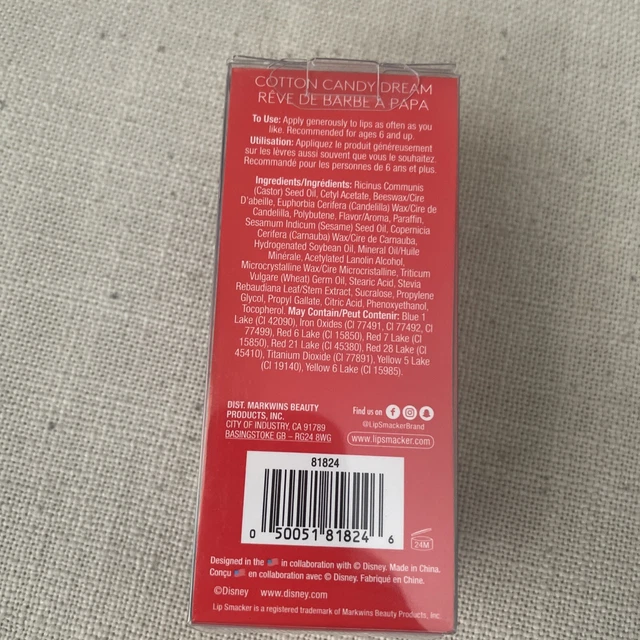 COTTON CANDY DREAM
RÊVE DE BARBE À PAPA
To Use: Apply generously to lips as often as you
like. Recommended for ages 6 and up.
Utilisation: Appliquez le produit généreusement
sur les lèvres aussi souvent que vous le souhaitez.
Recommandé pour les personnes de 6 ans et plus.
Ingredients/Ingrédients: Ricinus Communis
(Castor) Seed Oil, Cetyl Acetate, Beeswax/Cire
D'abeille, Euphorbia Cerifera (Candelilla) Wax/Cire de
Candelilla, Polybutene, Flavor/Aroma, Paraffin,
Sesamum Indicum (Sesame) Seed Oil, Copernicia
Cerifera (Carnauba) Wax/Cire de Carnauba,
Hydrogenated Soybean Oil, Mineral Oil/Huile
Minérale, Acetylated Lanolin Alcohol,
Microcrystalline Wax/Cire Microcristalline, Triticum
Vulgare (Wheat) Germ Oil, Stearic Acid, Stevia
Rebaudiana Leaf/Stem Extract, Sucralose, Propylene
Glycol, Propyl Gallate, Citric Acid, Phenoxyethanol,
Tocopherol. May Contain/Peut Contenir: Blue 1
Lake (CI 42090), Iron Oxides (CI 77491, CI 77492, CI
77499), Red 6 Lake (CI 15850), Red 7 Lake (CI
15850), Red 21 Lake (CI 45380), Red 28 Lake (CI
45410), Titanium Dioxide (CI 77891), Yellow 5 Lake
(CI 19140), Yellow 6 Lake (CI 15985).
DIST. MARKWINS BEAUTY
PRODUCTS, INC.
CITY OF INDUSTRY, CA 91789
BASINGSTOKE GB – RG24 8WG
Find us on
@LipSmackerBrand
www.lipsmacker.com
81824
0 50051 81824 6
24M
Designed in the in collaboration with © Disney. Made in China.
Conçu en collaboration avec © Disney. Fabriqué en Chine.
©Disney www.disney.com
Lip Smacker is a registered trademark of Markwins Beauty Products, Inc.